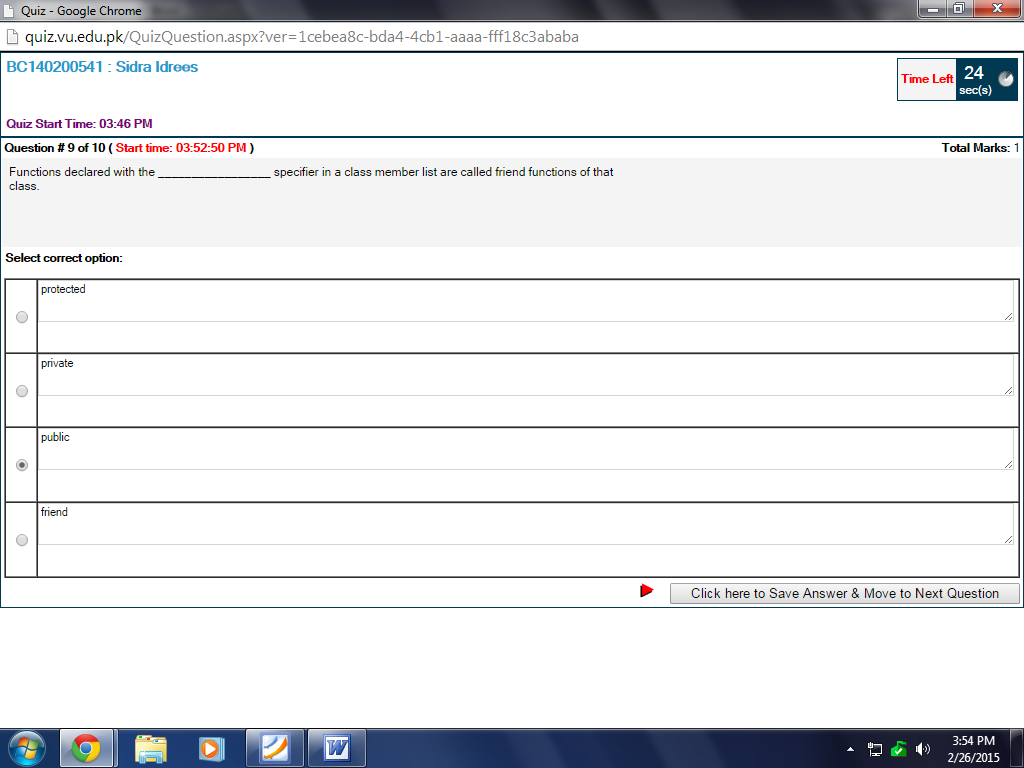 Quiz - Google Chrome
quiz.vu.edu.pk/QuizQuestion.aspx?ver=1cebea8c-bda4-4cb1-aaaa-fff18c3ababa
BC140200541 : Sidra Idrees
Time Left 24 sec(s)
Quiz Start Time: 03:46 PM
Question # 9 of 10 ( Start time: 03:52:50 PM ) Total Marks: 1
Functions declared with the _________________ specifier in a class member list are called friend functions of that
class.
Select correct option:
protected
private
public
friend
Click here to Save Answer & Move to Next Question
3:54 PM
2/26/2015